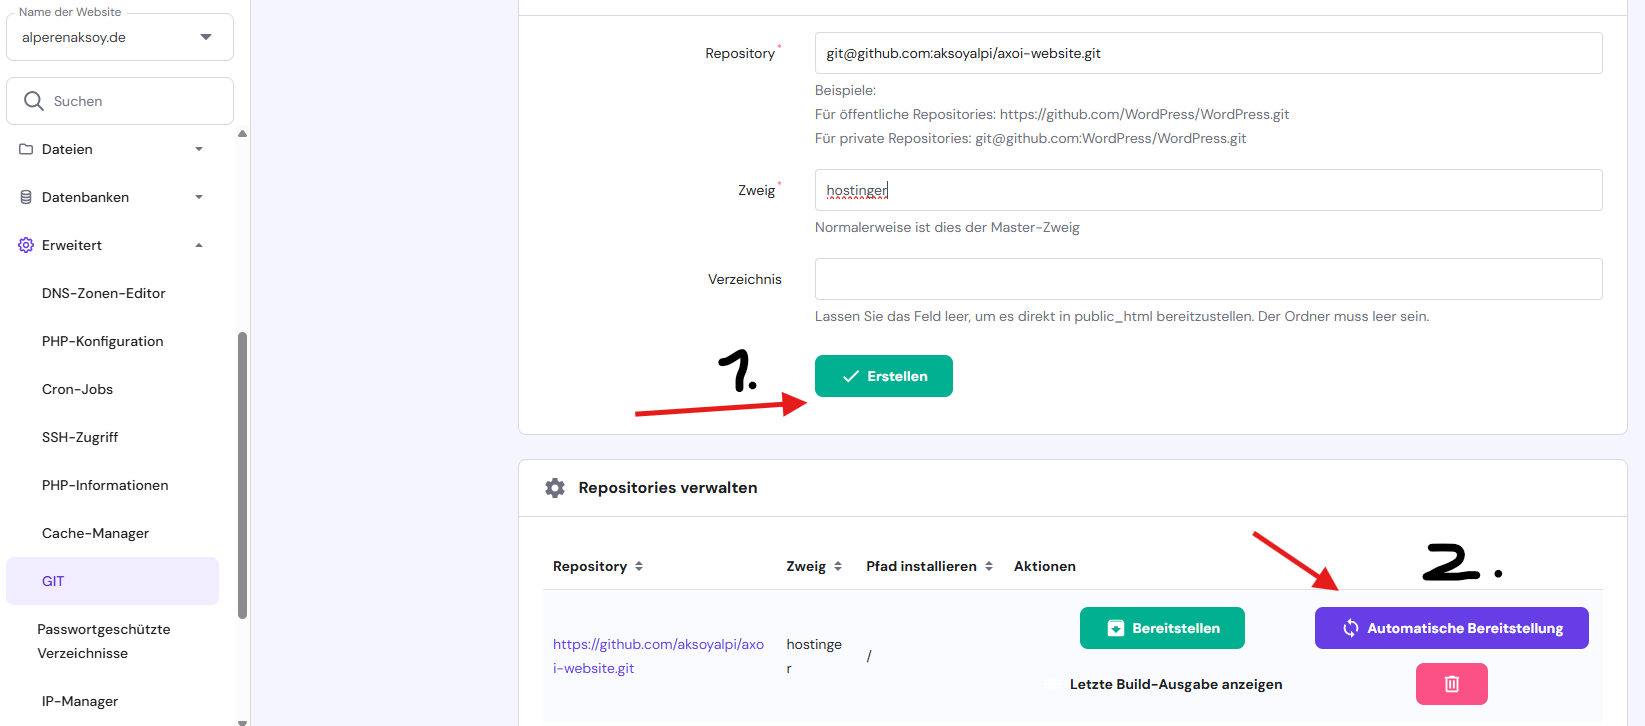 Name der Website
alperenaksoy.de
Suchen
Dateien
Datenbanken
Erweitert
DNS-Zonen-Editor
PHP-Konfiguration
Cron-Jobs
SSH-Zugriff
PHP-Informationen
Cache-Manager
GIT
Passwortgeschützte
Verzeichnisse
IP-Manager
Repository*
git@github.com:aksoyalpi/axoi-website.git
Beispiele:
Für öffentliche Repositories: https://github.com/WordPress/WordPress.git
Für private Repositories: git@github.com:WordPress/WordPress.git
Zweig*
hostinger
Normalerweise ist dies der Master-Zweig
Verzeichnis
Lassen Sie das Feld leer, um es direkt in public_html bereitzustellen. Der Ordner muss leer sein.
1.
Erstellen
Repositories verwalten
2.
Repository Zweig Pfad installieren Aktionen
https://github.com/aksoyalpi/axo
i-website.git
hostinge
r
/
Bereitstellen
Automatische Bereitstellung
Letzte Build-Ausgabe anzeigen